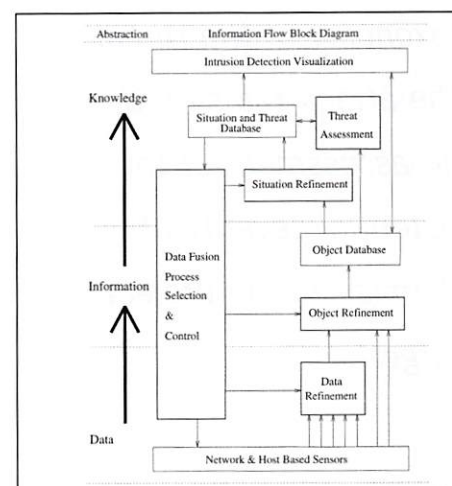 Abstraction Information Flow Block Diagram
Intrusion Detection Visualization
Knowledge
Situation and Threat
Database
Threat
Assessment
Situation Refinement
Data Fusion
Process
Selection
&
Control
Object Database
Information
Object Refinement
Data
Refinement
Data
Network & Host Based Sensors